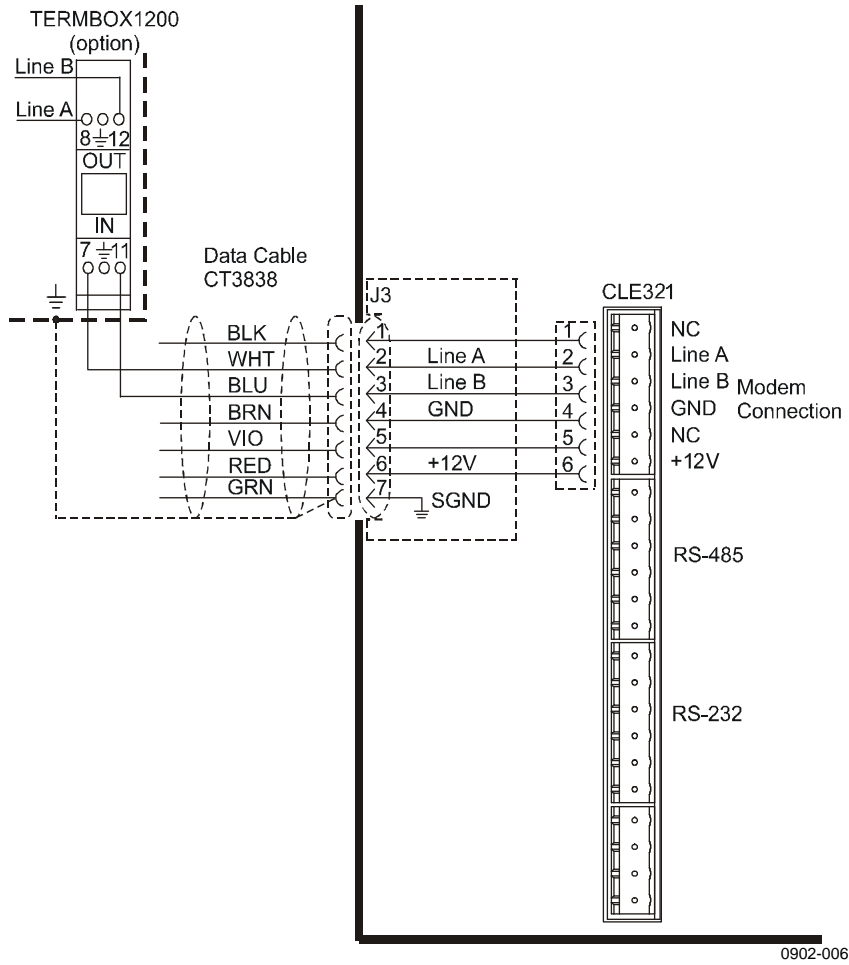 TERMBOX1200
(option)
Line B
Line A
8 12
OUT
IN
7 11
Data Cable
CT3838
BLK
WHT
BLU
BRN
VIO
RED
GRN
J3
1
2
3
4
5
6
7
Line A
Line B
GND
+12V
SGND
1
2
3
4
5
6
CLE321
NC
Line A
Line B
GND
NC
+12V
Modem
Connection
RS-485
RS-232
0902-006